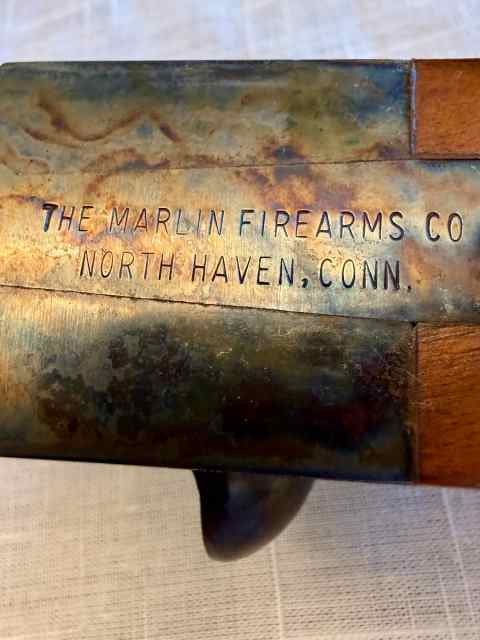 THE MARLIN FIREARMS CO
NORTH HAVEN, CONN.